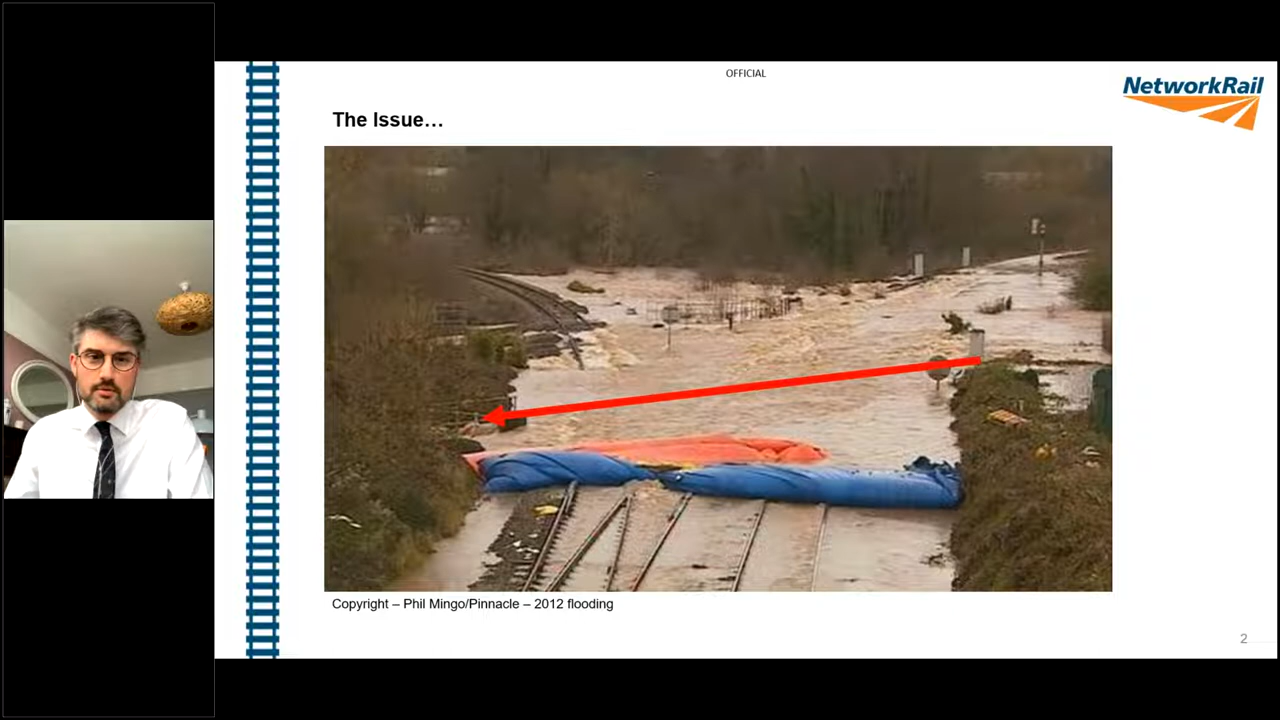 OFFICIAL
NetworkRail
The Issue…
Copyright – Phil Mingo/Pinnacle – 2012 flooding
2